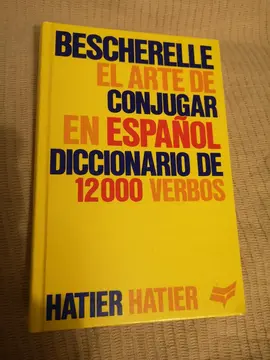 BESCHERELLE
EL ARTE DE
CONJUGAR
EN ESPAÑOL
DICCIONARIO DE
12000 VERBOS
HATIER HATIER